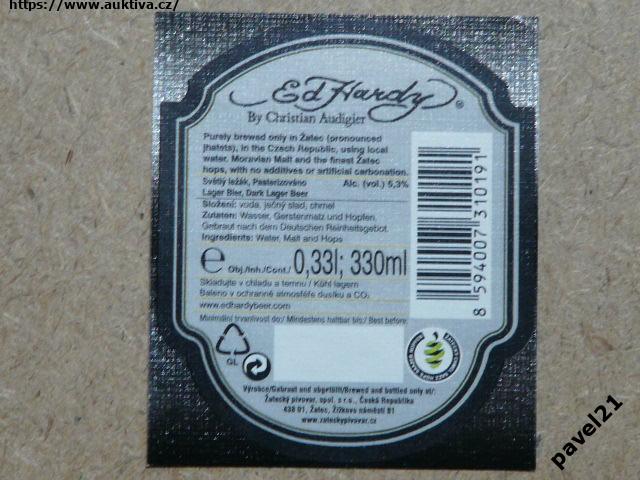 https://www.auktiva.cz/
Ed Hardy ®
By Christian Audigier
Purely brewed only in Žatec (pronounced
jhatets), in the Czech Republic, using local
water, Moravian Malt and the finest Žatec
hops, with no additives or artificial carbonation.
Světlý ležák, Pasterizováno Alc. (vol.) 5,3%
Lager Bier, Dark Lager Beer
Složení: voda, ječný slad, chmel
Zutaten: Wasser, Gerstenmalz und Hopfen.
Gebraut nach dem Deutschen Reinheitsgebot.
Ingredients: Water, Malt and Hops
e Obj./Inh./Cont./ 0,33l; 330ml
Skladujte v chladu a temnu / Kühl lagern
Baleno v ochranné atmosféře dusíku a CO₂
www.edhardybeer.com
Minimální trvanlivost do:/ Mindestens haltbar bis:/ Best before:
GL
Výrobce/Gebraut und abgefüllt/Brewed and bottled only at/:
Žatecký pivovar, spol. s r.o., Česká Republika
438 01, Žatec, Žižkovo náměstí 81
www.zateckypivovar.cz
8 594007 310191
pavel21